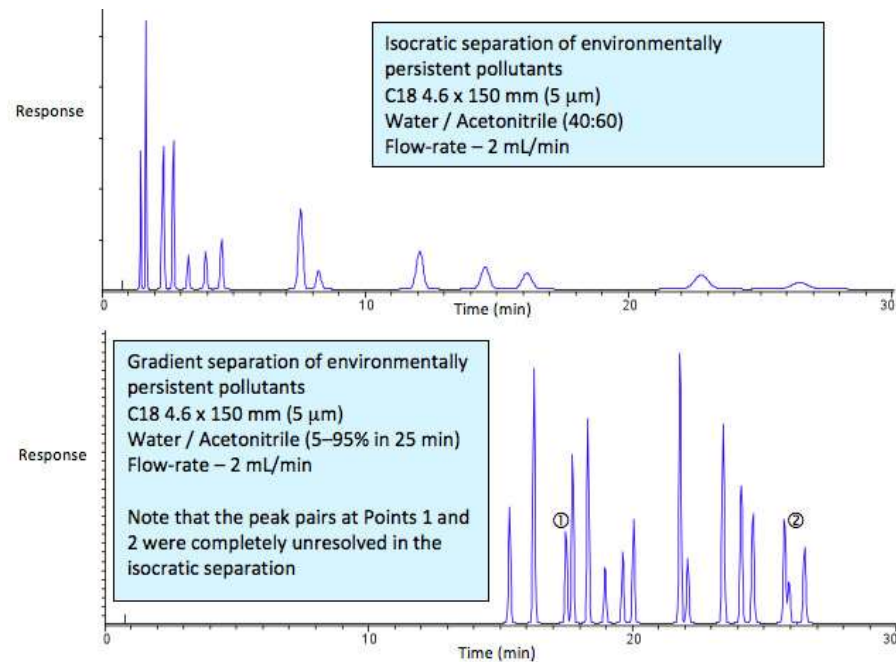 Isocratic separation of environmentally
persistent pollutants
C18 4.6 x 150 mm (5 µm)
Water / Acetonitrile (40:60)
Flow-rate – 2 mL/min
Response
0 10 20 30
Time (min)
Gradient separation of environmentally
persistent pollutants
C18 4.6 x 150 mm (5 µm)
Water / Acetonitrile (5–95% in 25 min)
Flow-rate – 2 mL/min
Note that the peak pairs at Points 1 and
2 were completely unresolved in the
isocratic separation
Response
① ②
0 10 20 30
Time (min)